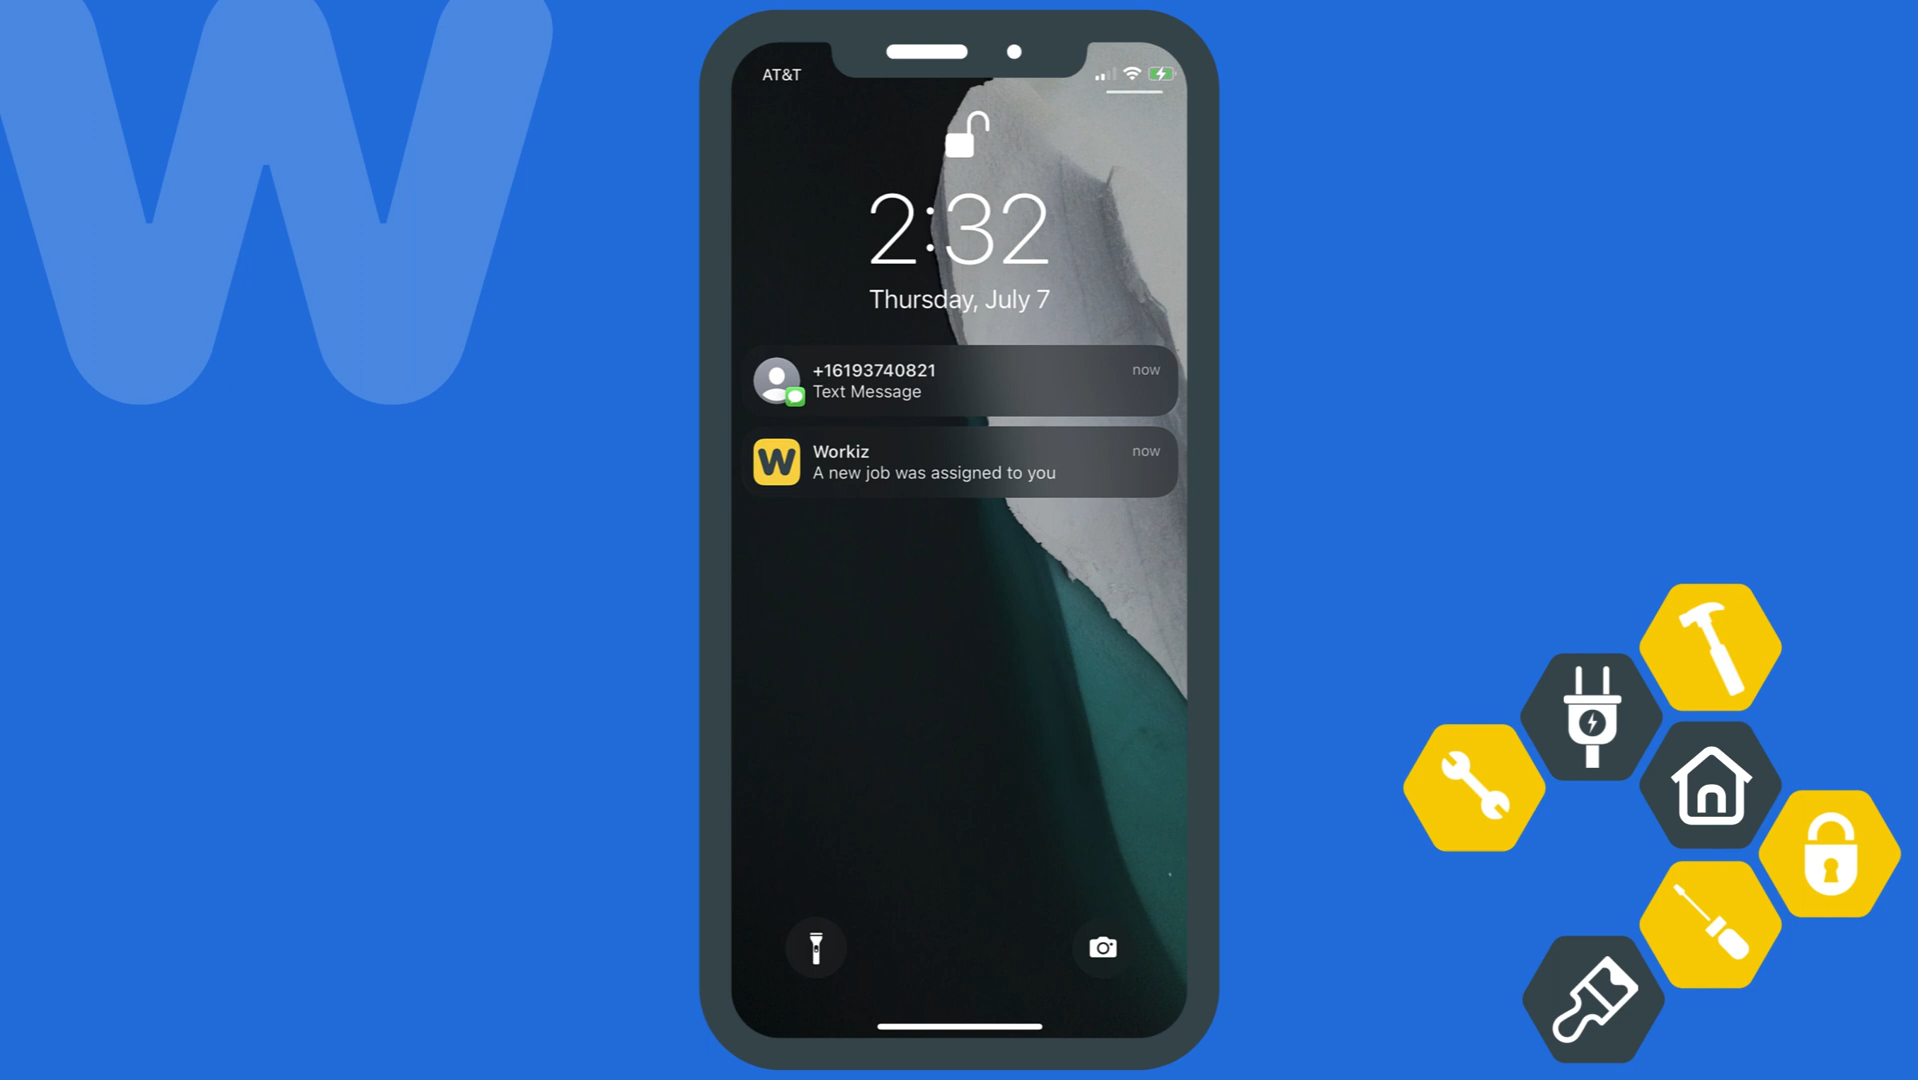 W
AT&T
2:32
Thursday, July 7
+16193740821
now
Text Message
W
Workiz
now
A new job was assigned to you